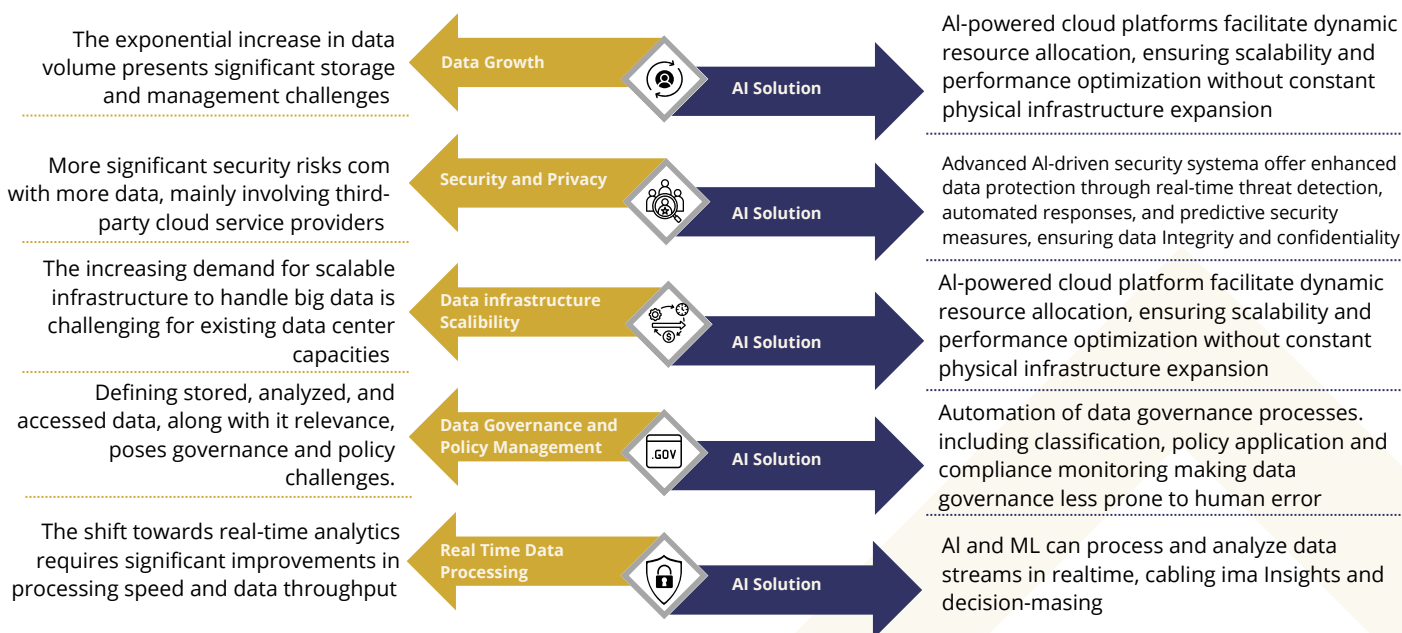 The exponential increase in data
volume presents significant storage
and management challenges
Data Growth
AI Solution
AI-powered cloud platforms facilitate dynamic
resource allocation, ensuring scalability and
performance optimization without constant
physical infrastructure expansion
More significant security risks com
with more data, mainly involving third-
party cloud service providers
Security and Privacy
AI Solution
Advanced AI-driven security systema offer enhanced
data protection through real-time threat detection,
automated responses, and predictive security
measures, ensuring data Integrity and confidentiality
The increasing demand for scalable
infrastructure to handle big data is
challenging for existing data center
capacities
Data infrastructure
Scalibility
AI Solution
AI-powered cloud platform facilitate dynamic
resource allocation, ensuring scalability and
performance optimization without constant
physical infrastructure expansion
Defining stored, analyzed, and
accessed data, along with it relevance,
poses governance and policy
challenges.
Data Governance and
Policy Management
.GOV
AI Solution
Automation of data governance processes.
including classification, policy application and
compliance monitoring making data
governance less prone to human error
The shift towards real-time analytics
requires significant improvements in
processing speed and data throughput
Real Time Data
Processing
AI Solution
AI and ML can process and analyze data
streams in realtime, cabling ima Insights and
decision-masing